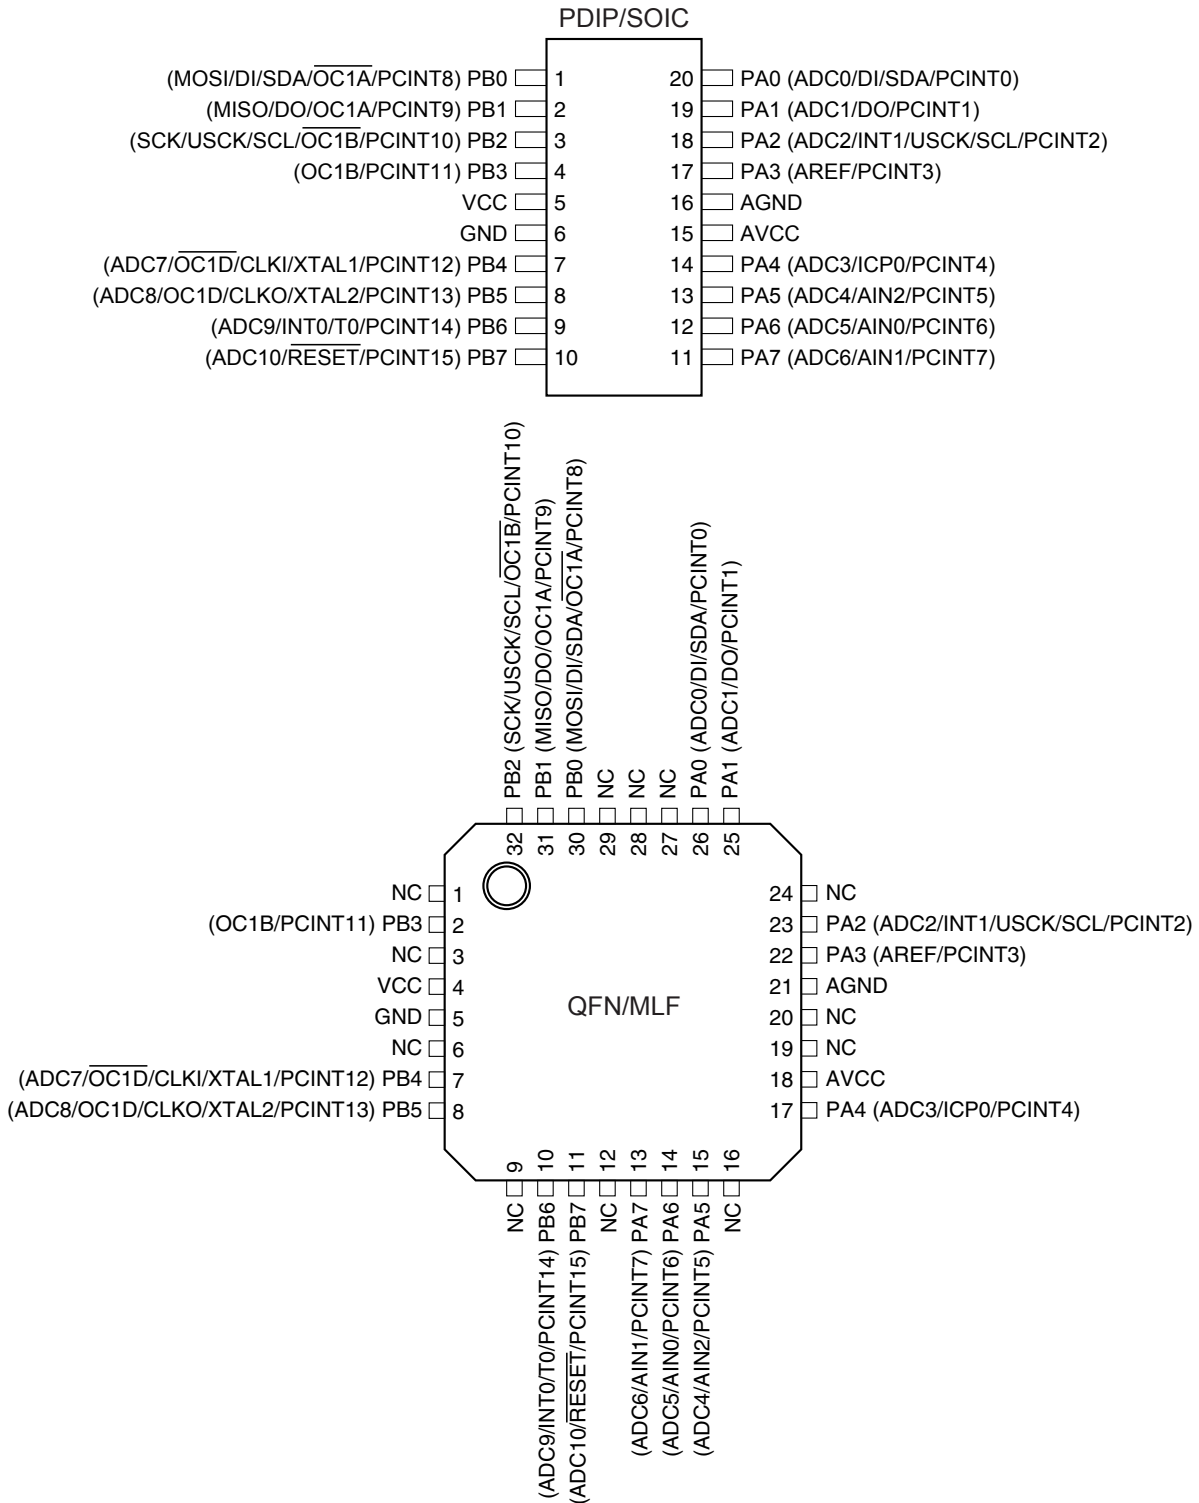 PDIP/SOIC
(MOSI/DI/SDA/OC1A/PCINT8) PB0 1 20 PA0 (ADC0/DI/SDA/PCINT0)
(MISO/DO/OC1A/PCINT9) PB1 2 19 PA1 (ADC1/DO/PCINT1)
(SCK/USCK/SCL/OC1B/PCINT10) PB2 3 18 PA2 (ADC2/INT1/USCK/SCL/PCINT2)
(OC1B/PCINT11) PB3 4 17 PA3 (AREF/PCINT3)
VCC 5 16 AGND
GND 6 15 AVCC
(ADC7/OC1D/CLKI/XTAL1/PCINT12) PB4 7 14 PA4 (ADC3/ICP0/PCINT4)
(ADC8/OC1D/CLKO/XTAL2/PCINT13) PB5 8 13 PA5 (ADC4/AIN2/PCINT5)
(ADC9/INT0/T0/PCINT14) PB6 9 12 PA6 (ADC5/AIN0/PCINT6)
(ADC10/RESET/PCINT15) PB7 10 11 PA7 (ADC6/AIN1/PCINT7)
32 PB2 (SCK/USCK/SCL/OC1B/PCINT10)
31 PB1 (MISO/DO/OC1A/PCINT9)
30 PB0 (MOSI/DI/SDA/OC1A/PCINT8)
29 NC
28 NC
27 NC
26 PA0 (ADC0/DI/SDA/PCINT0)
25 PA1 (ADC1/DO/PCINT1)
NC 1 24 NC
(OC1B/PCINT11) PB3 2 23 PA2 (ADC2/INT1/USCK/SCL/PCINT2)
NC 3 22 PA3 (AREF/PCINT3)
VCC 4 21 AGND
QFN/MLF
GND 5 20 NC
NC 6 19 NC
(ADC7/OC1D/CLKI/XTAL1/PCINT12) PB4 7 18 AVCC
(ADC8/OC1D/CLKO/XTAL2/PCINT13) PB5 8 17 PA4 (ADC3/ICP0/PCINT4)
NC 9
(ADC9/INT0/T0/PCINT14) PB6 10
(ADC10/RESET/PCINT15) PB7 11
NC 12
(ADC6/AIN1/PCINT7) PA7 13
(ADC5/AIN0/PCINT6) PA6 14
(ADC4/AIN2/PCINT5) PA5 15
NC 16